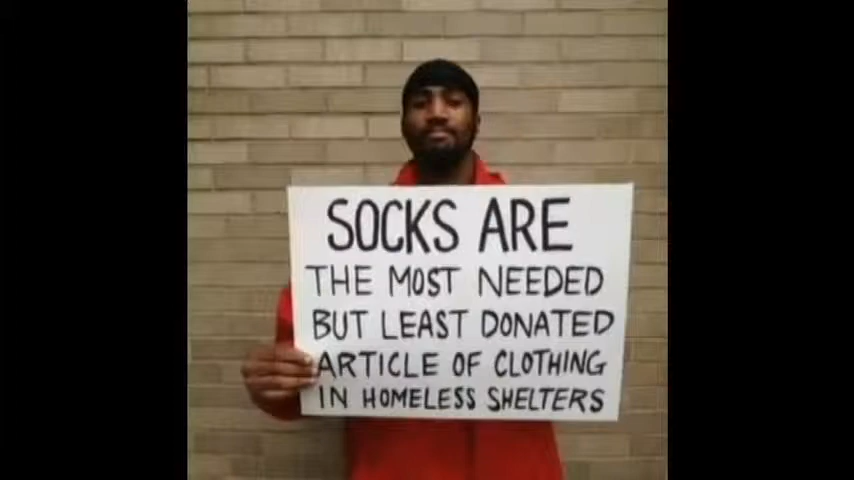 SOCKS ARE
THE MOST NEEDED
BUT LEAST DONATED
ARTICLE OF CLOTHING
IN HOMELESS SHELTERS